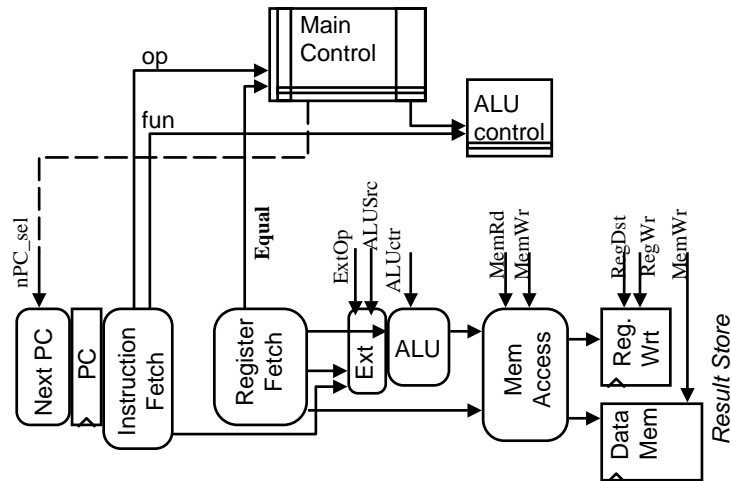 Main
Control
op
ALU
control
fun
nPC_sel
Equal
ExtOp
ALUSrc
ALUctr
MemRd
MemWr
RegDst
RegWr
MemWr
Next PC
PC
Instruction
Fetch
Register
Fetch
Ext
ALU
Mem
Access
Reg.
Wrt
Data
Mem
Result Store